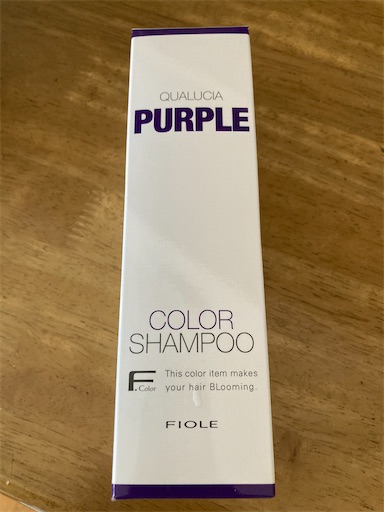 QUALUCIA
PURPLE
COLOR
SHAMPOO
F.Color
This color item makes
your hair BLooming.
FIOLE